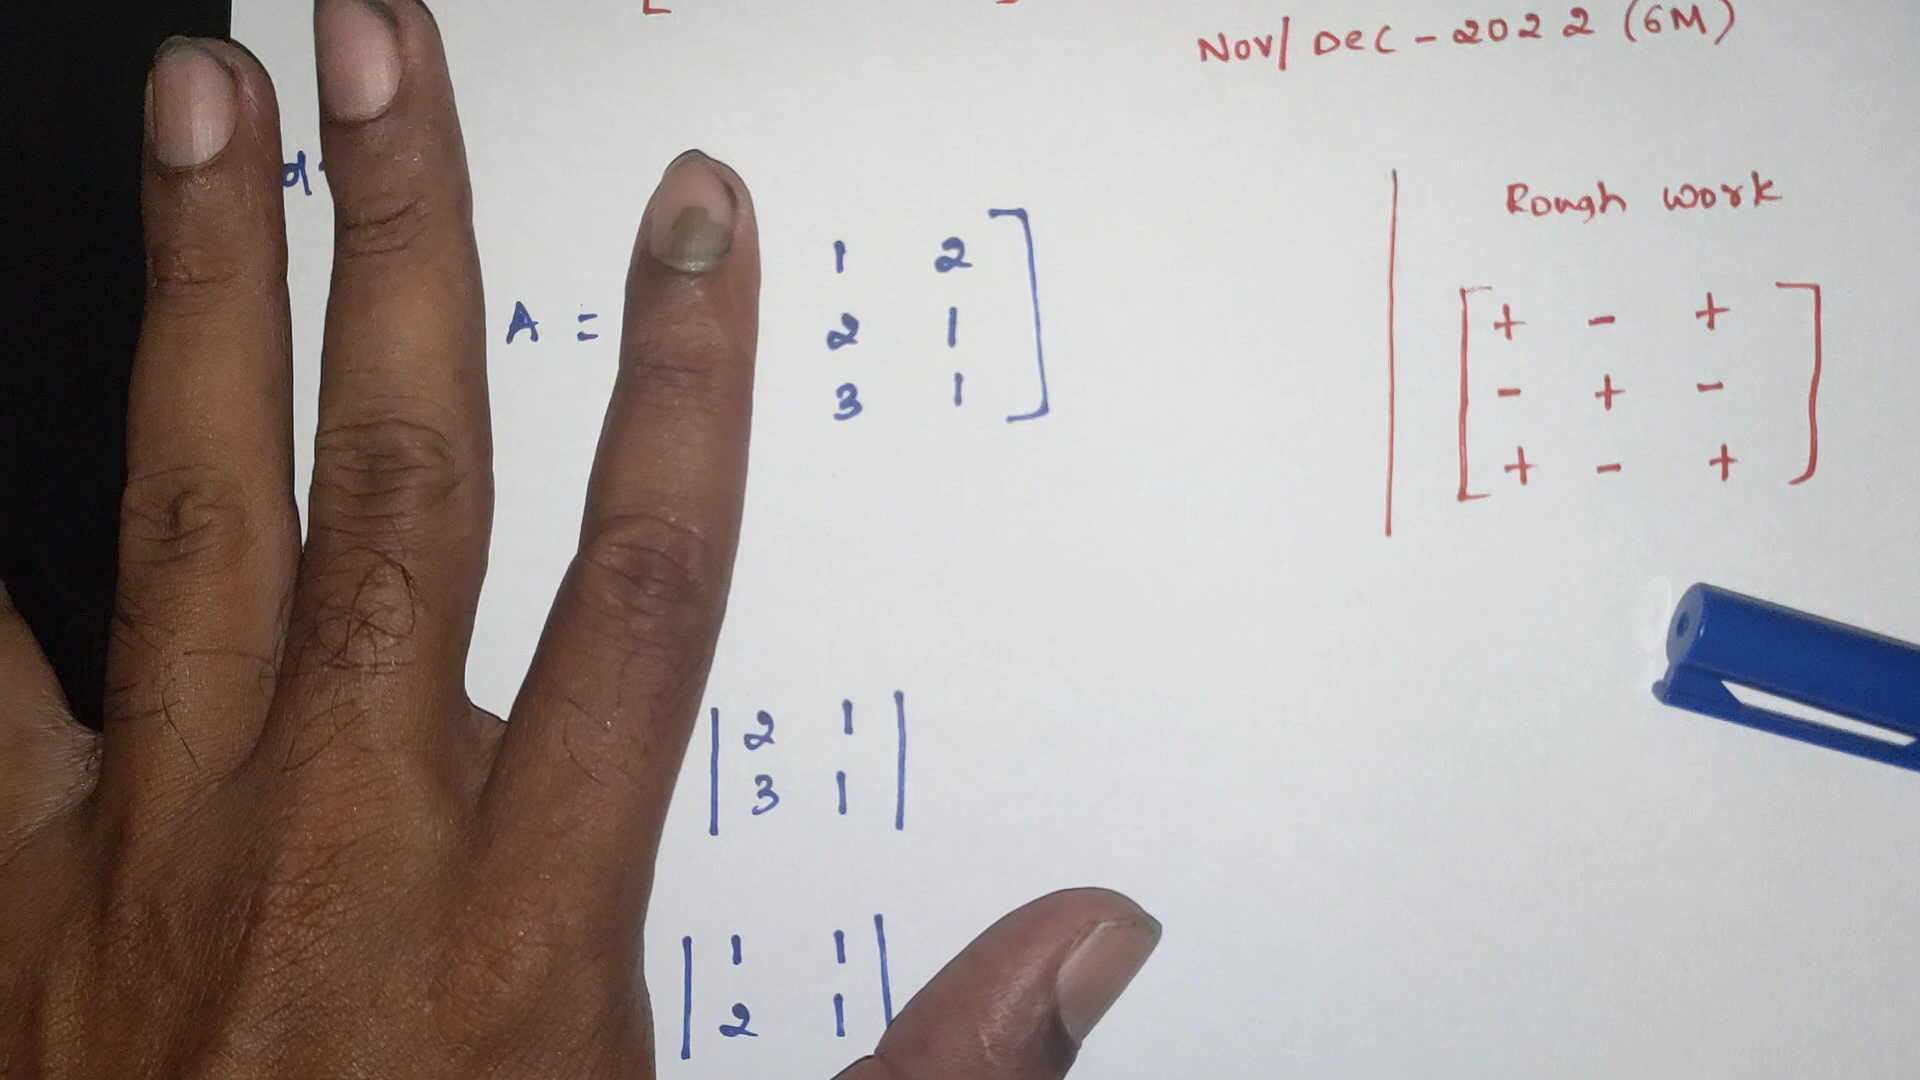 Nov/ Dec - 2022 (6M)
Rough work
A =
1 2
2 1
3 1
]
[ + - +
- + -
+ - + ]
| 2 1 |
| 3 1 |
| 1 1 |
| 2 1 |